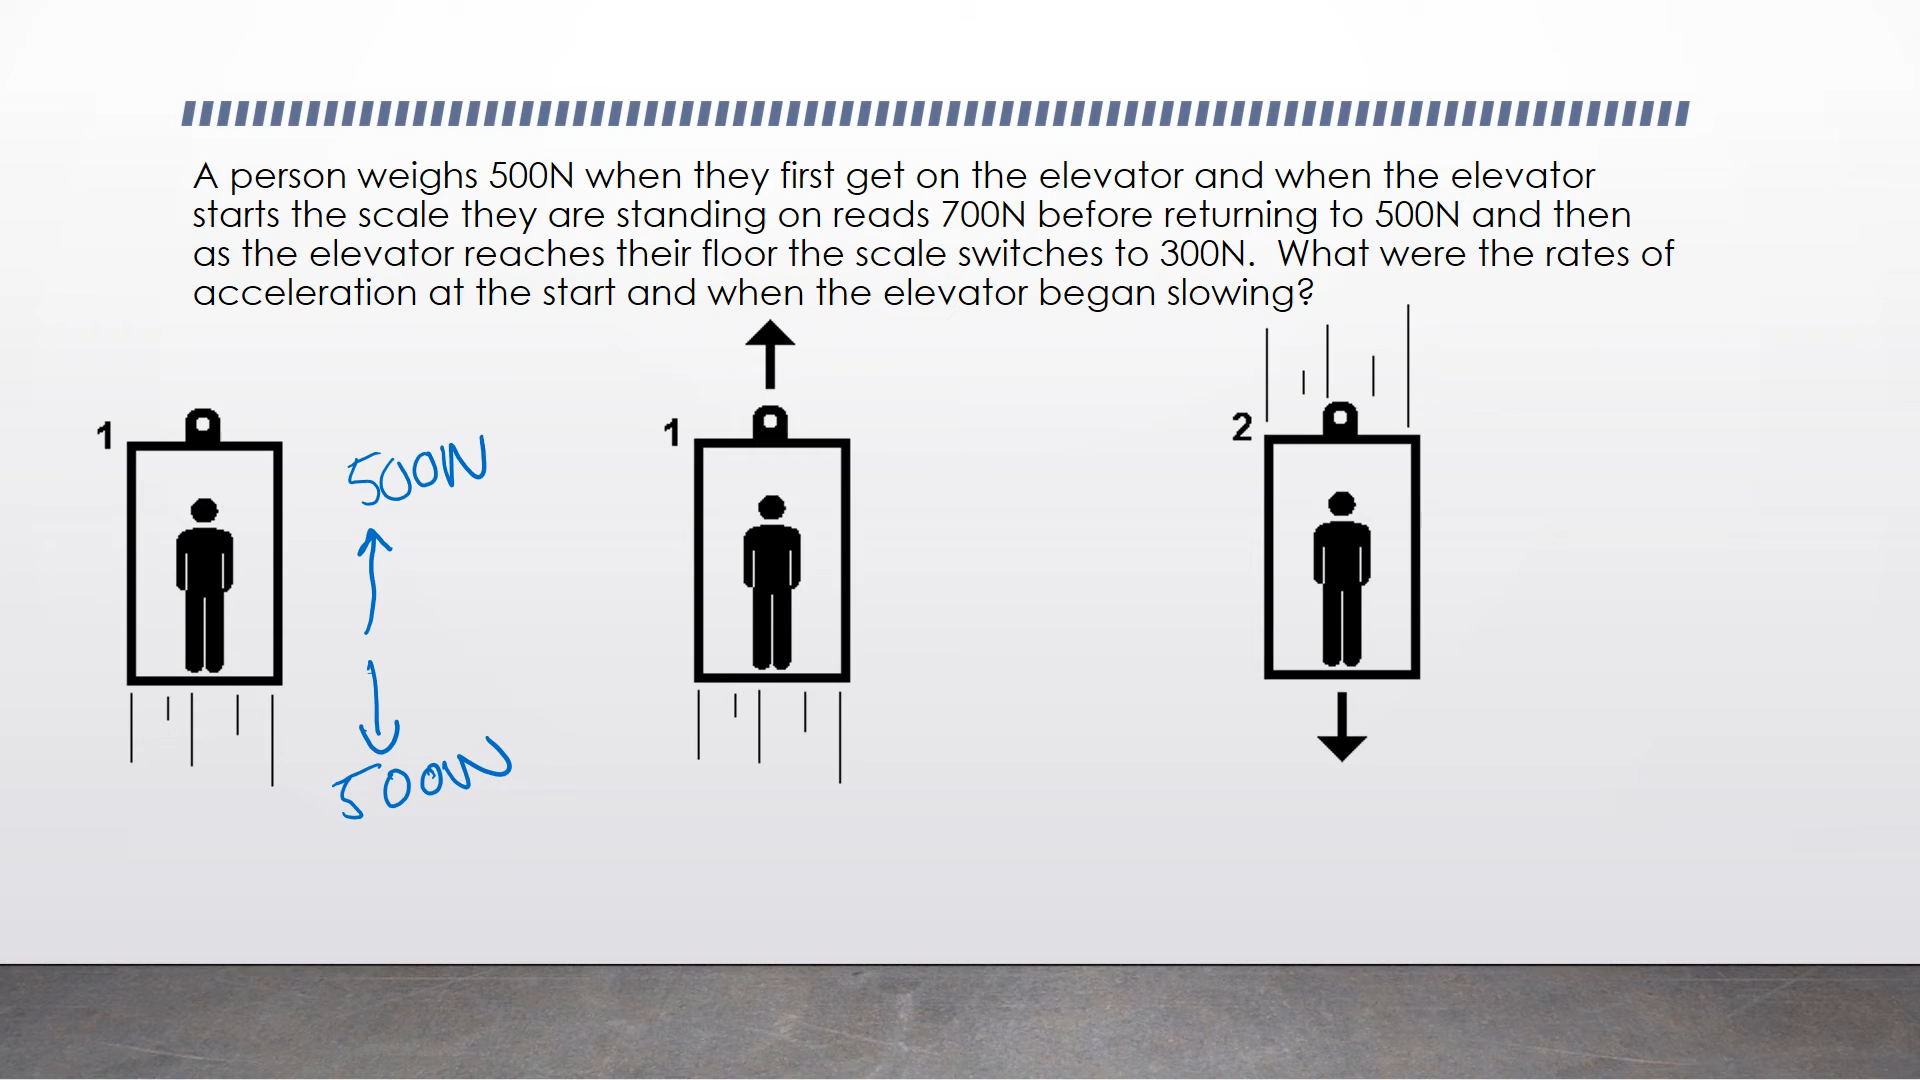 A person weighs 500N when they first get on the elevator and when the elevator
starts the scale they are standing on reads 700N before returning to 500N and then
as the elevator reaches their floor the scale switches to 300N.  What were the rates of
acceleration at the start and when the elevator began slowing?
1
500N
500N
1
2